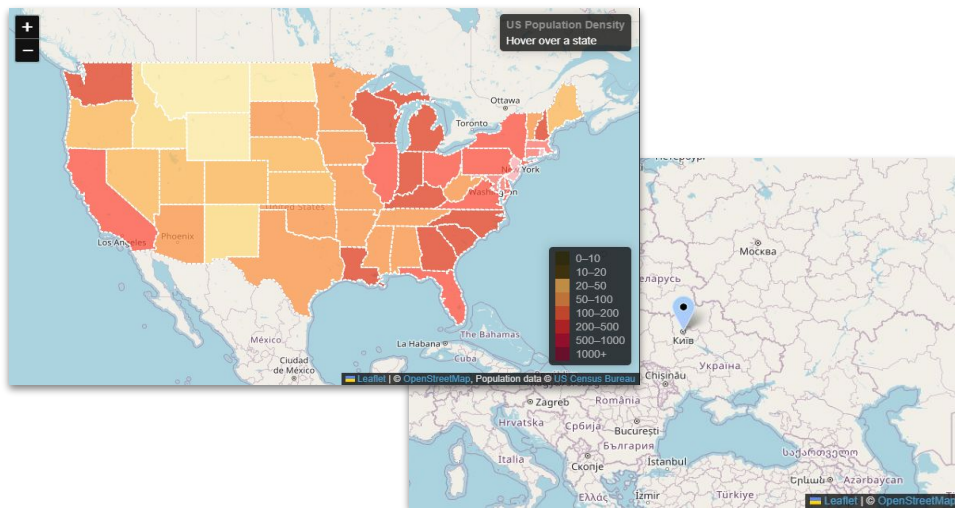 +
−
US Population Density
Hover over a state
Ottawa
Toronto
New York
Washington
United States
Los Angeles
Phoenix
México
Ciudad
de México
La Habana
The Bahamas
Cuba
0–10
10–20
20–50
50–100
100–200
200–500
500–1000
1000+
Leaflet | © OpenStreetMap, Population data © US Census Bureau
Москва
Київ
Україна
Chișinău
Zagreb
România
Hrvatska
Србија
București
България
Italia
Скопје
İstanbul
საქართველო
Երևան
Azərbaycan
Ελλάς
İzmir
Türkiye
Leaflet | © OpenStreetMap